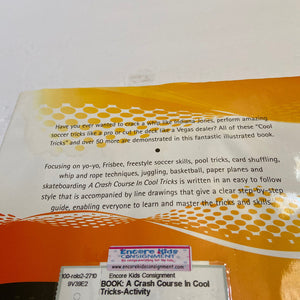 Have you ever wanted to crack a whip like Indiana Jones, perform amazing
soccer tricks like a pro or cut the deck like a Vegas dealer? All of these "Cool
Tricks" and over 50 more are demonstrated in this fantastic illustrated book.
Focusing on yo-yo, Frisbee, freestyle soccer skills, pool tricks, card shuffling,
whip and rope techniques, juggling, basketball, paper planes and
skateboarding A Crash Course In Cool Tricks is written in an easy to follow
style that is accompanied by line drawings that give a clear step-by-step
guide, enabling everyone to learn and master the tricks and skills.
Encore Kids
CONSIGNMENT
www.encorekidsconsignment.com
Encore Kids Consignment
9V39E2
BOOK: A Crash Course In Cool
Tricks-Activity